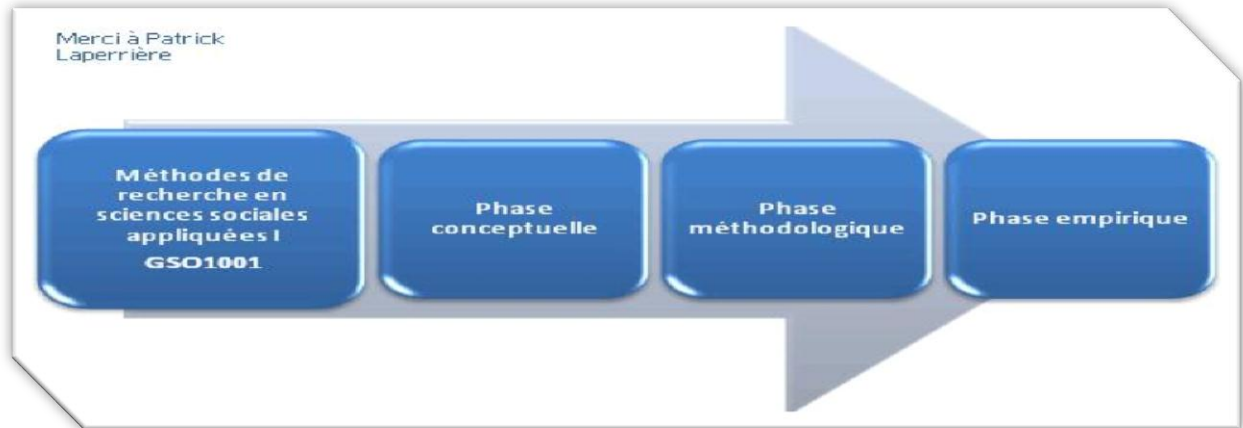 Merci à Patrick
Laperrière
Méthodes de
recherche en
sciences sociales
appliquées I
GSO1001
Phase
conceptuelle
Phase
méthodologique
Phase empirique